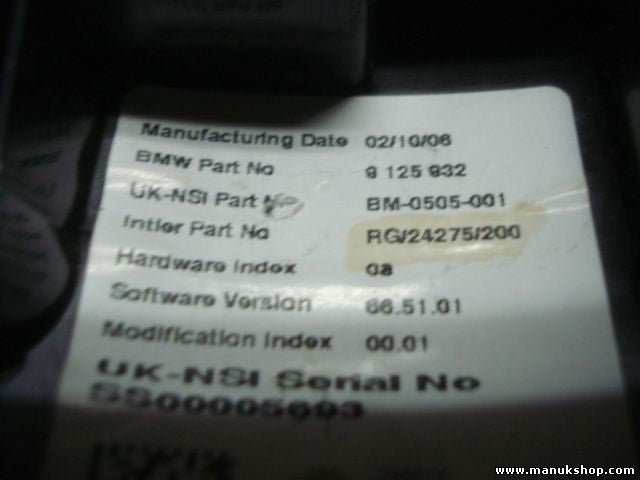 Manufacturing Date 02/10/06
BMW Part No 9 125 932
UK-NSI Part BM-0505-001
Intier Part No RG/24275/200
Hardware Index 0a
Software Version 66.51.01
Modification Index 00.01
UK-NSI Serial No
SS00005693
www.manukshop.com